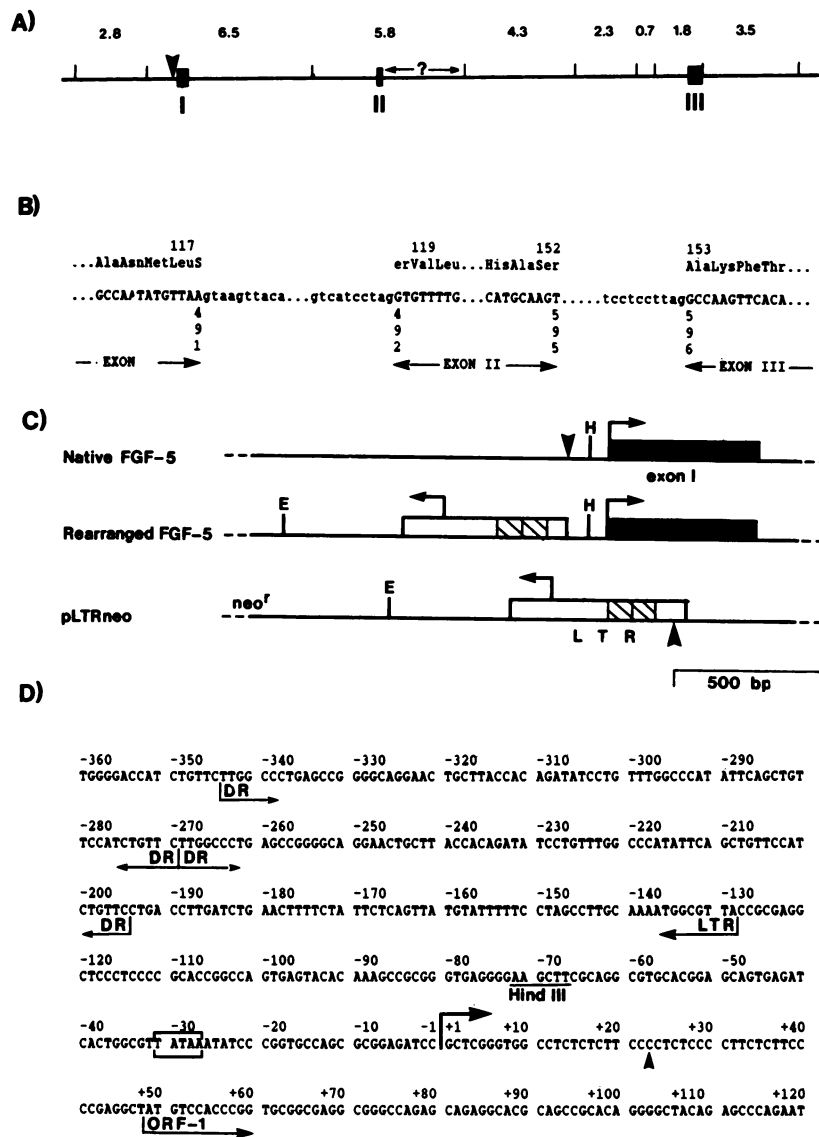 A)
2.8 6.5 5.8 4.3 2.3 0.7 1.8 3.5
?
I II III
B)
117 119 152 153
...AlaAsnMetLeuS erValLeu...HisAlaSer AlaLysPheThr...
...GCCAATATGTTAAgtaagttaca...gtcatcctagGTGTTTTG...CATGCAAGT.....tcctccttagGCCAAGTTCACA...
4 4 5 5
9 9 9 9
1 2 5 6
EXON EXON II EXON III
C)
H
Native FGF-5
exon I
E H
Rearranged FGF-5
E
neoʳ
pLTRneo
L T R
500 bp
D)
-360 -350 -340 -330 -320 -310 -300 -290
TGGGGACCAT CTGTTCTTGG CCCTGAGCCG GGGCAGGAAC TGCTTACCAC AGATATCCTG TTTGGCCCAT ATTCAGCTGT
DR
-280 -270 -260 -250 -240 -230 -220 -210
TCCATCTGTT CTTGGCCCTG AGCCGGGGCA GGAACTGCTT ACCACAGATA TCCTGTTTGG CCCATATTCA GCTGTTCCAT
DR DR
-200 -190 -180 -170 -160 -150 -140 -130
CTGTTCCTGA CCTTGATCTG AACTTTTCTA TTCTCAGTTA TGTATTTTTC CTAGCCTTGC AAAATGGCGT TACCGCGAGG
DR LTR
-120 -110 -100 -90 -80 -70 -60 -50
CTCCCTCCCC GCACCGGCCA GTGAGTACAC AAAGCCGCGG GTGAGGGGAA GCTTCGCAGG CGTGCACGGA GCAGTGAGAT
Hind III
-40 -30 -20 -10 -1 +1 +10 +20 +30 +40
CACTGGCGTT ATAAATATCC CGGTGCCAGC GCGGAGATCC GCTCGGGTGG CCTCTCTCTT CCCCTCTCCC CTTCTCTTCC
+50 +60 +70 +80 +90 +100 +110 +120
CCGAGGCTAT GTCCACCCGG TGCGGCGAGG CGGGCCAGAG CAGAGGCACG CAGCCGCACA GGGGCTACAG AGCCCAGAAT
ORF-1